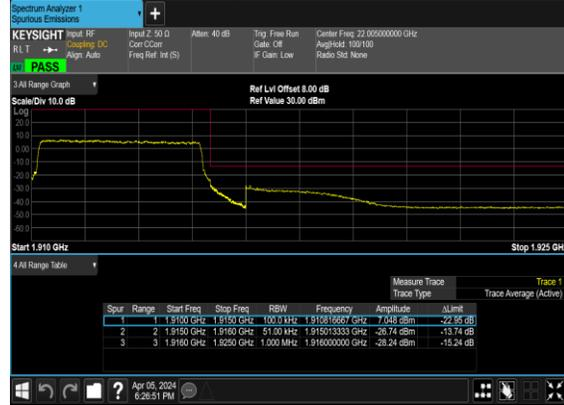 Spectrum Analyzer 1
Spurious Emissions
KEYSIGHT Input: RF Input Z: 50 Ω Atten: 40 dB Trig: Free Run Center Freq: 22.005000000 GHz
RLT Coupling: DC Corr CCorr Gate: Off Avg|Hold: 100/100
Align: Auto Freq Ref: Int (S) IF Gain: Low Radio Std: None
PASS
3 All Range Graph
Ref Lvl Offset 8.00 dB
Scale/Div 10.0 dB Ref Value 30.00 dBm
Log
20.0
10.0
0.00
-10.0
-20.0
-30.0
-40.0
-50.0
-60.0
Start 1.910 GHz Stop 1.925 GH
4 All Range Table
Measure Trace Trace 1
Trace Type Trace Average (Active)
Spur Range Start Freq Stop Freq RBW Frequency Amplitude ΔLimit
1 1 1.9100 GHz 1.9150 GHz 100.0 kHz 1.910816667 GHz 7.048 dBm -22.95 dB
2 2 1.9150 GHz 1.9160 GHz 51.00 kHz 1.915013333 GHz -26.74 dBm -13.74 dB
3 3 1.9160 GHz 1.9250 GHz 1.000 MHz 1.916000000 GHz -28.24 dBm -15.24 dB
Apr 05, 2024
6:26:51 PM